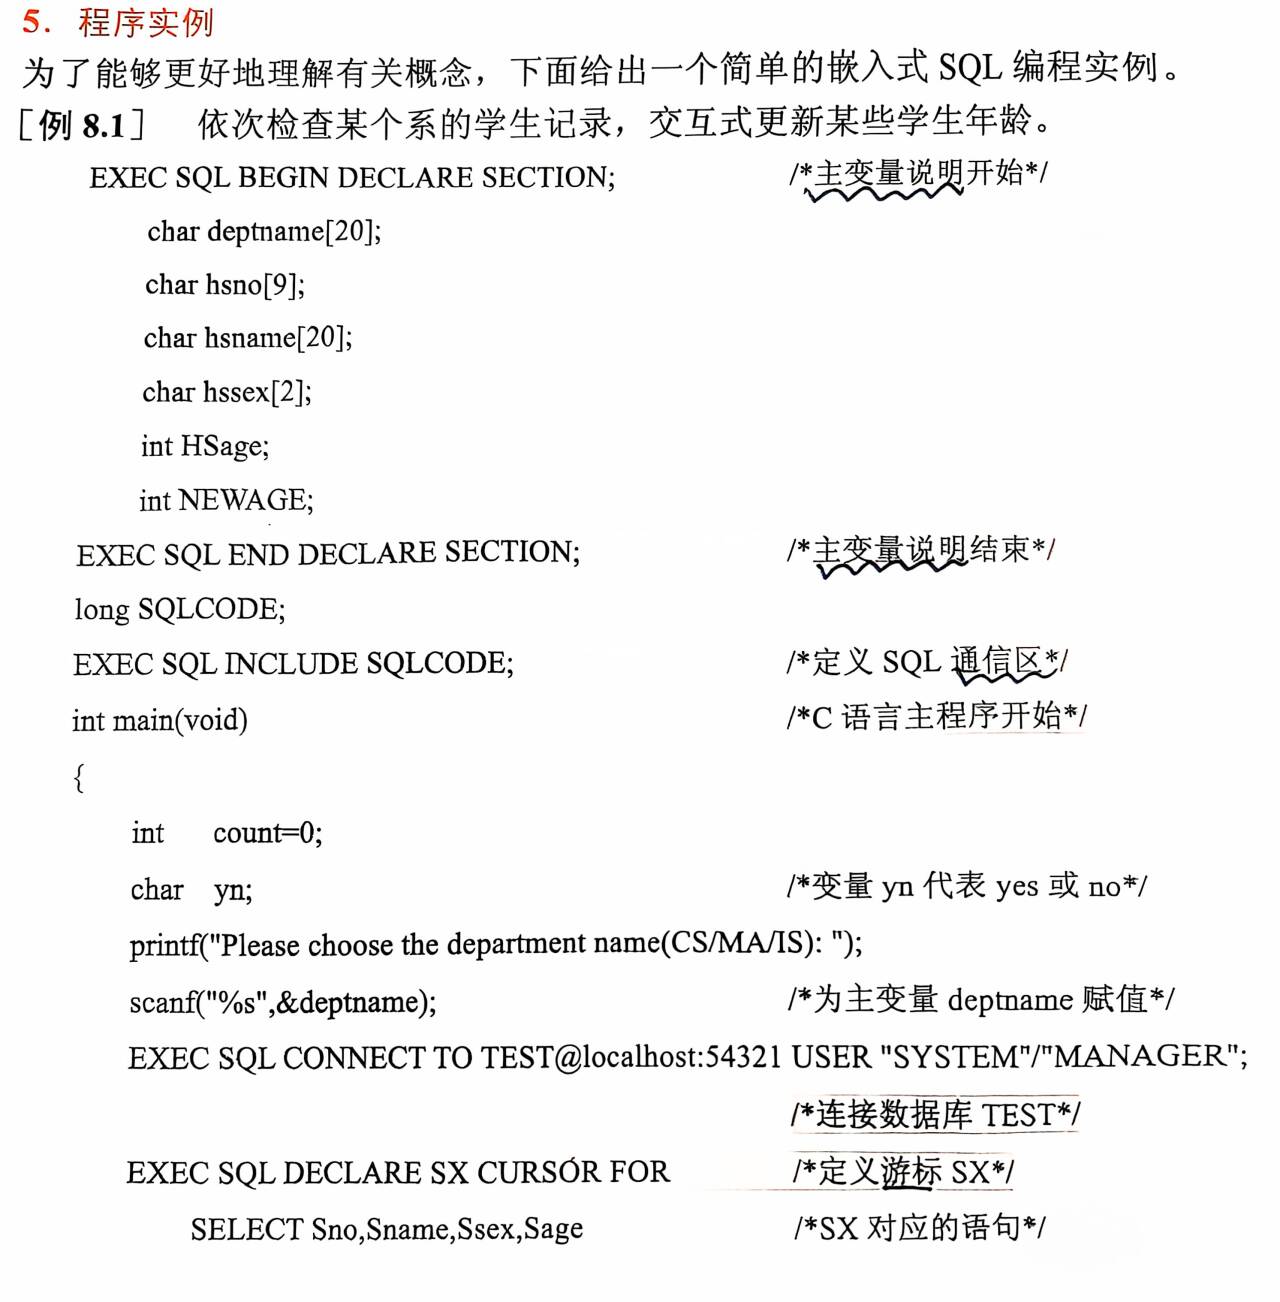 5. 程序实例
为了能够更好地理解有关概念，下面给出一个简单的嵌入式 SQL 编程实例。
[例 8.1] 依次检查某个系的学生记录，交互式更新某些学生年龄。
EXEC SQL BEGIN DECLARE SECTION; /*主变量说明开始*/
char deptname[20];
char hsno[9];
char hsname[20];
char hssex[2];
int HSage;
int NEWAGE;
EXEC SQL END DECLARE SECTION; /*主变量说明结束*/
long SQLCODE;
EXEC SQL INCLUDE SQLCODE; /*定义 SQL 通信区*/
int main(void) /*C 语言主程序开始*/
{
int count=0;
char yn; /*变量 yn 代表 yes 或 no*/
printf("Please choose the department name(CS/MA/IS): ");
scanf("%s",&deptname); /*为主变量 deptname 赋值*/
EXEC SQL CONNECT TO TEST@localhost:54321 USER "SYSTEM"/"MANAGER";
/*连接数据库 TEST*/
EXEC SQL DECLARE SX CURSOR FOR /*定义游标 SX*/
SELECT Sno,Sname,Ssex,Sage /*SX 对应的语句*/